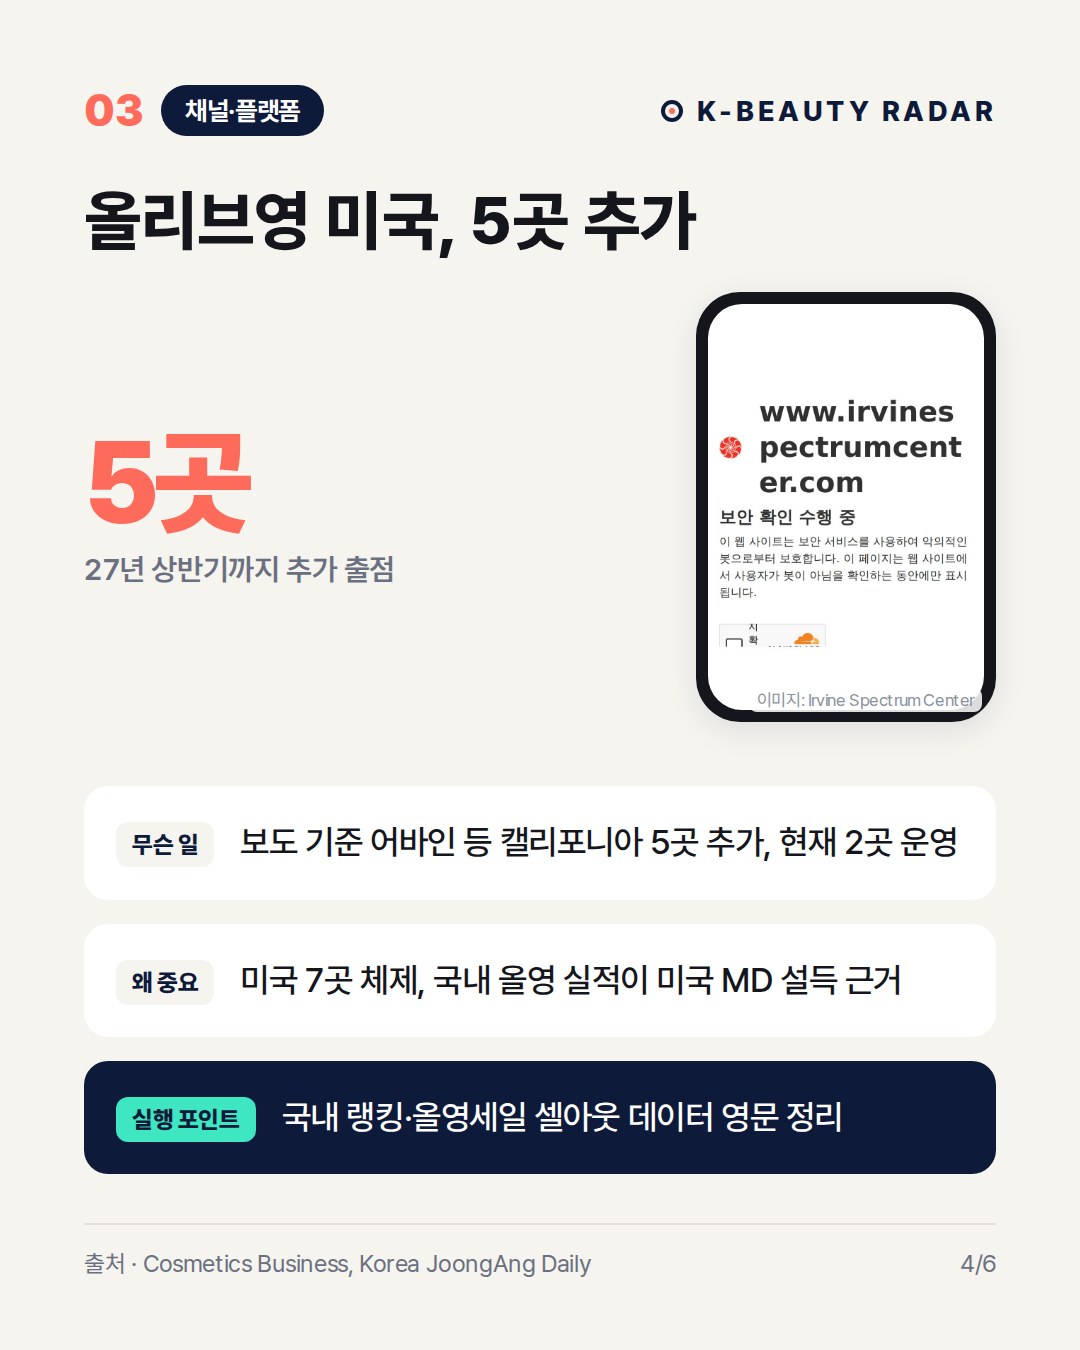 03 채널·플랫폼 K-BEAUTY RADAR
올리브영 미국, 5곳 추가
5곳
27년 상반기까지 추가 출점
www.irvines
pectrumcent
er.com
보안 확인 수행 중
이 웹 사이트는 보안 서비스를 사용하여 악의적인
봇으로부터 보호합니다. 이 페이지는 웹 사이트에
서 사용자가 봇이 아님을 확인하는 동안에만 표시
됩니다.
확
이미지: Irvine Spectrum Center
무슨 일 보도 기준 어바인 등 캘리포니아 5곳 추가, 현재 2곳 운영
왜 중요 미국 7곳 체제, 국내 올영 실적이 미국 MD 설득 근거
실행 포인트 국내 랭킹·올영세일 셀아웃 데이터 영문 정리
출처 · Cosmetics Business, Korea JoongAng Daily 4/6